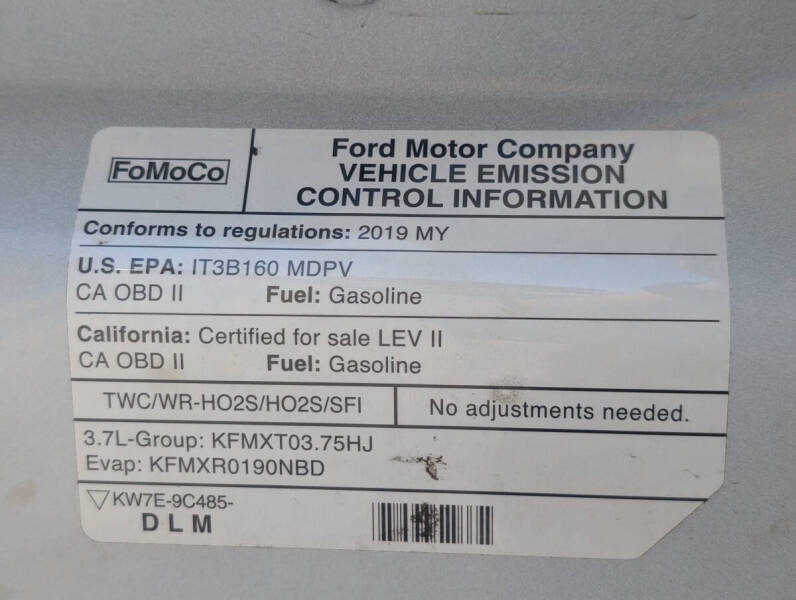 FoMoCo
Ford Motor Company
VEHICLE EMISSION
CONTROL INFORMATION
Conforms to regulations: 2019 MY
U.S. EPA: IT3B160 MDPV
CA OBD II Fuel: Gasoline
California: Certified for sale LEV II
CA OBD II Fuel: Gasoline
TWC/WR-HO2S/HO2S/SFI
No adjustments needed.
3.7L-Group: KFMXT03.75HJ
Evap: KFMXR0190NBD
KW7E-9C485-
DLM